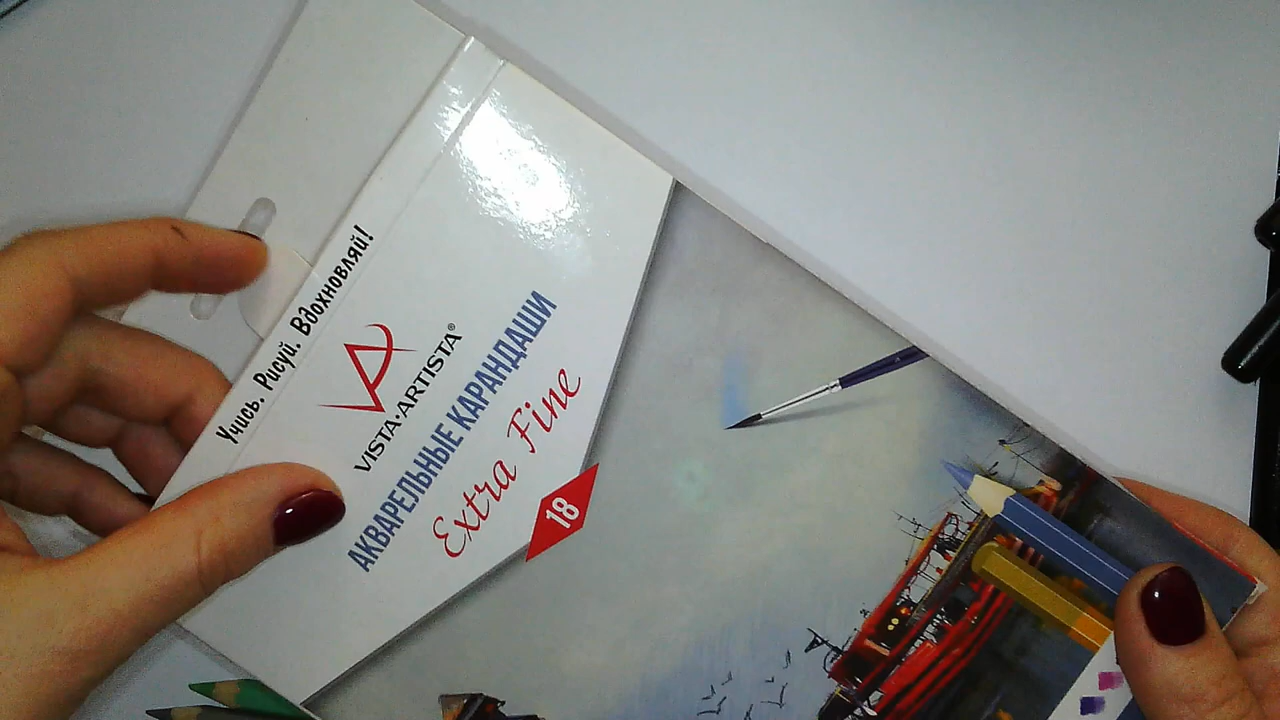 Учись. Рисуй. Вдохновляй!
VISTA-ARTISTA®
АКВАРЕЛЬНЫЕ КАРАНДАШИ
Extra Fine
18